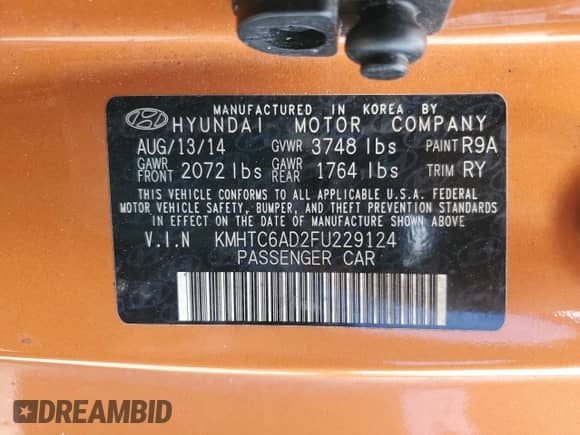 MANUFACTURED IN KOREA BY
HYUNDAI MOTOR COMPANY
AUG/13/14 GVWR 3748 lbs PAINT R9A
GAWR FRONT 2072 lbs GAWR REAR 1764 lbs TRIM RY
THIS VEHICLE CONFORMS TO ALL APPLICABLE U.S.A. FEDERAL
MOTOR VEHICLE SAFETY, BUMPER, AND THEFT PREVENTION STANDARDS
IN EFFECT ON THE DATE OF MANUFACTURE SHOWN ABOVE
V.I.N KMHTC6AD2FU229124
PASSENGER CAR
DREAMBID